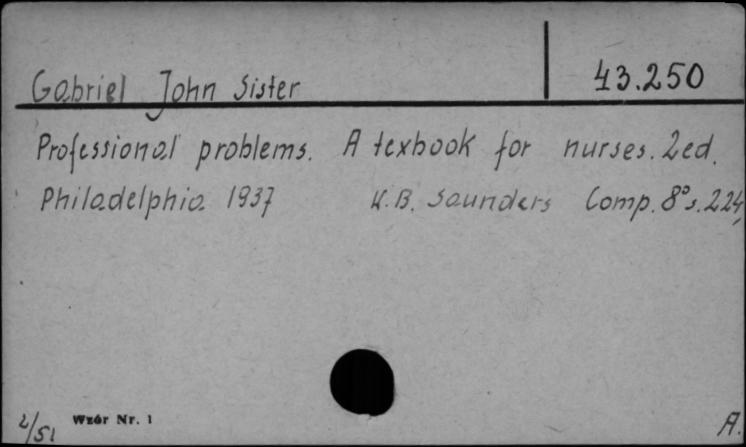 Gabriel John Sister
43.250
Professional problems. A texbook for nurses. 2ed.
Philadelphia 1937 W.B. Saunders Comp. 8° s. 224,
2/51 Wzór Nr. 1
A.